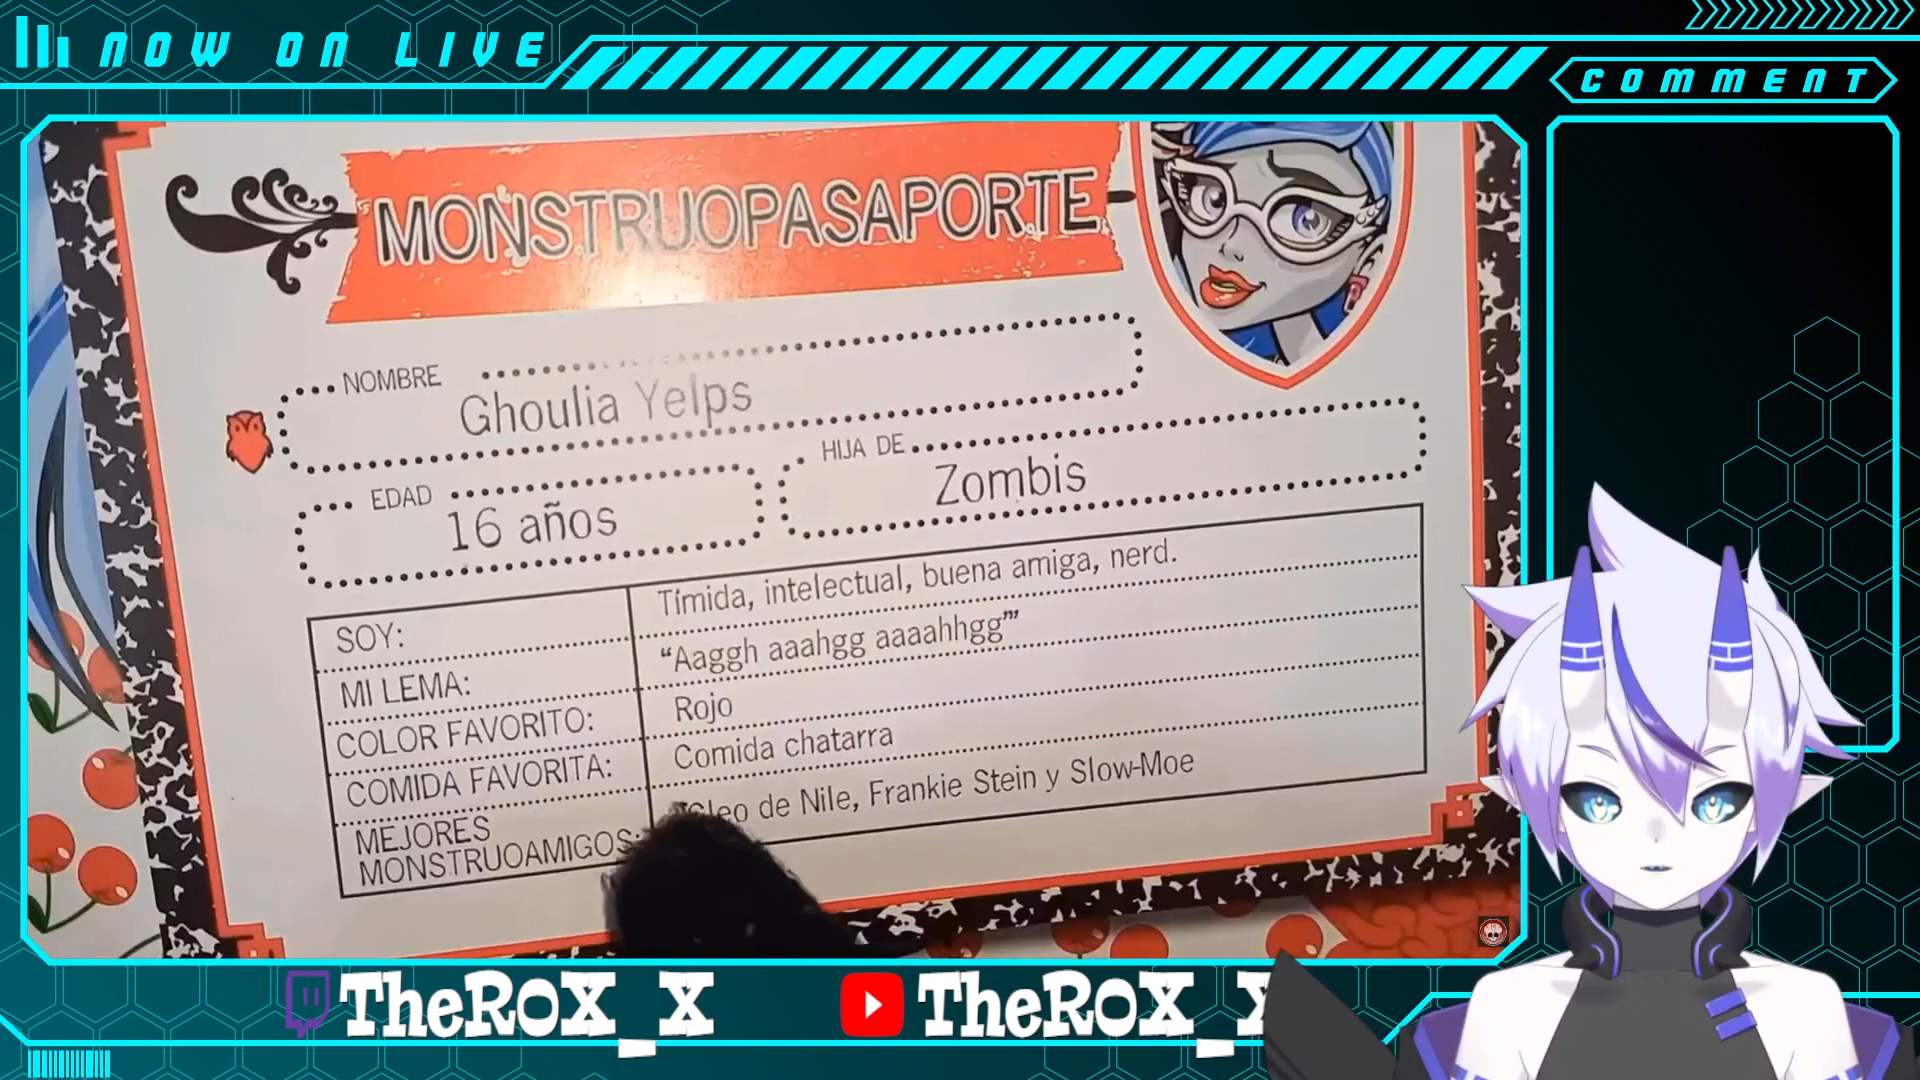 NOW ON LIVE
COMMENT
MONSTRUOPASAPORTE
NOMBRE
Ghoulia Yelps
EDAD
16 años
HIJA DE
Zombis
SOY:
Tímida, intelectual, buena amiga, nerd.
MI LEMA:
“Aaggh aaahgg aaaahhgg”’
COLOR FAVORITO:
Rojo
COMIDA FAVORITA:
Comida chatarra
MEJORES
MONSTRUOAMIGOS:
Cleo de Nile, Frankie Stein y Slow-Moe
TheROX_X
TheROX_X